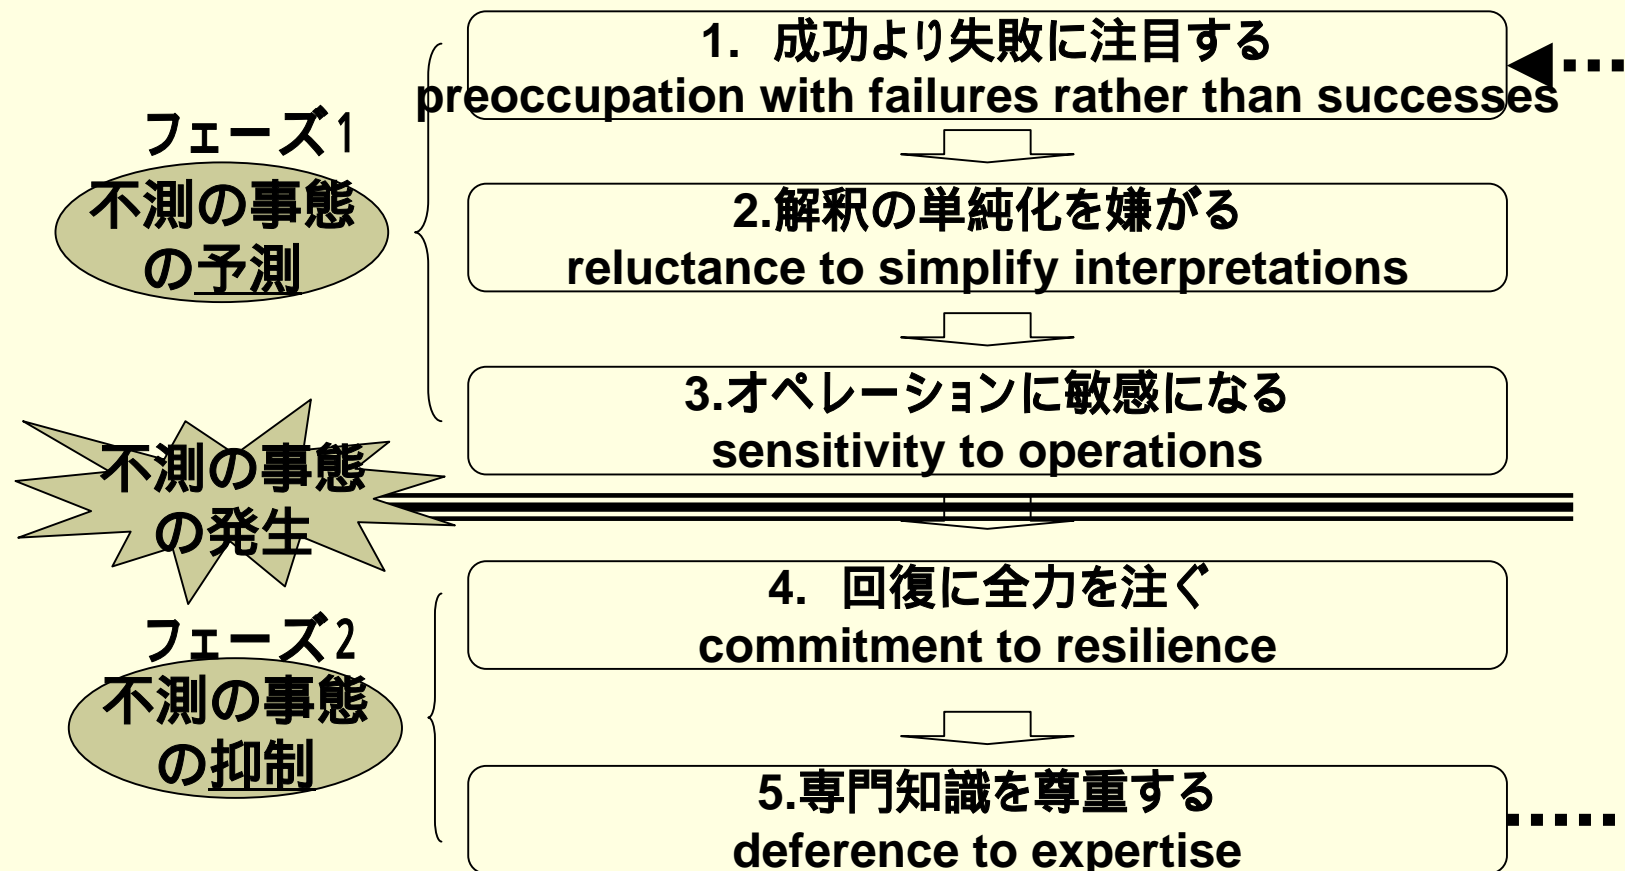 1. 成功より失敗に注目する
preoccupation with failures rather than successes
フェーズ1
不測の事態
の予測
2.解釈の単純化を嫌がる
reluctance to simplify interpretations
3.オペレーションに敏感になる
sensitivity to operations
不測の事態
の発生
4. 回復に全力を注ぐ
commitment to resilience
フェーズ2
不測の事態
の抑制
5.専門知識を尊重する
deference to expertise